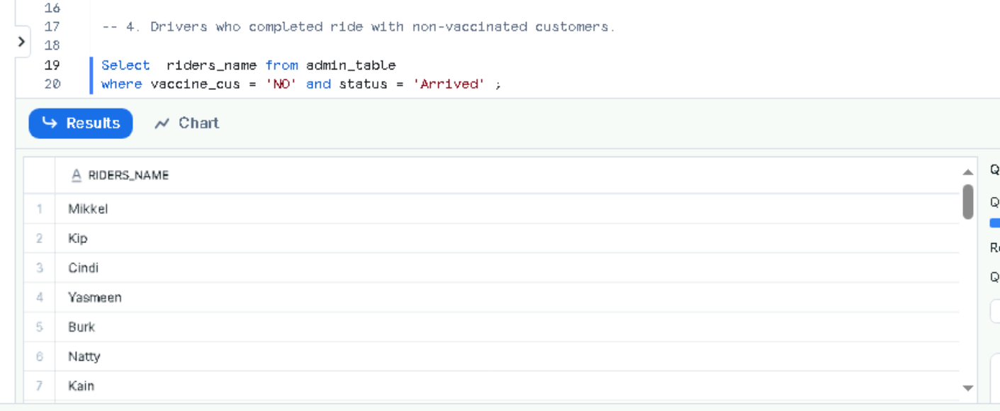 16
17 -- 4. Drivers who completed ride with non-vaccinated customers.
18
19 Select riders_name from admin_table
20 where vaccine_cus = 'NO' and status = 'Arrived' ;
Results Chart
A RIDERS_NAME
1 Mikkel
2 Kip
3 Cindi
4 Yasmeen
5 Burk
6 Natty
7 Kain
Q
Q
Q